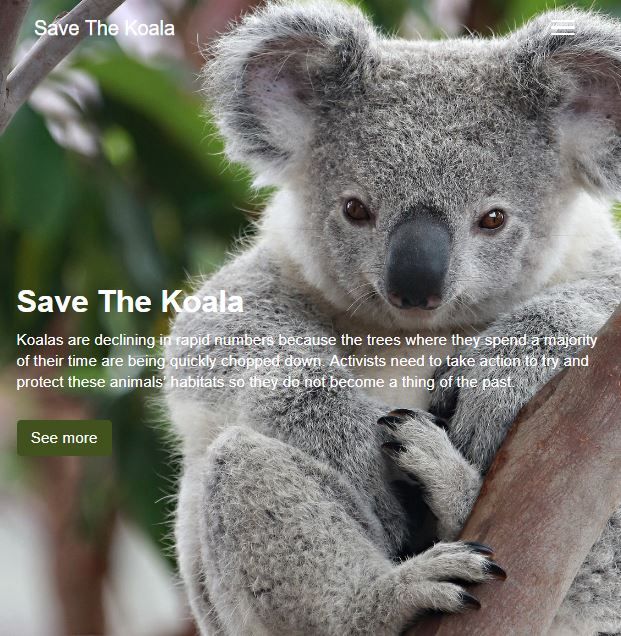 Save The Koala
Save The Koala
Koalas are declining in rapid numbers because the trees where they spend a majority
of their time are being quickly chopped down. Activists need to take action to try and
protect these animals' habitats so they do not become a thing of the past.
See more